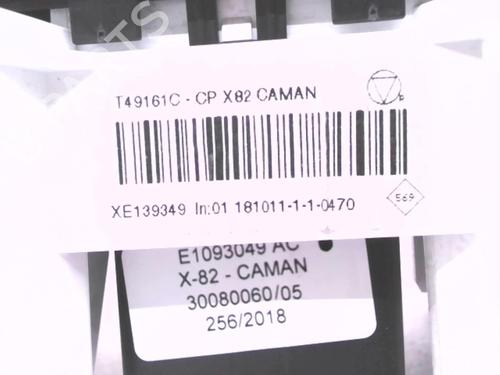 T49161C - CP X82 CAMAN
XE139349 In:01 181011-1-1-0470
569
E1093049 AC
X-82 - CAMAN
30080060/05
256/2018